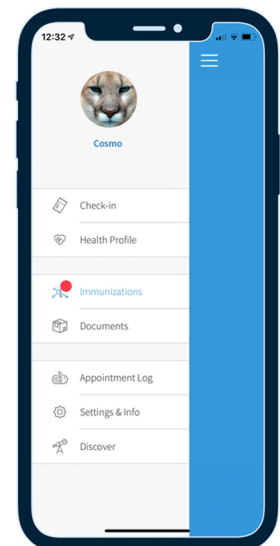 12:32
Cosmo
Check-in
Health Profile
Immunizations
Documents
Appointment Log
Settings & Info
Discover